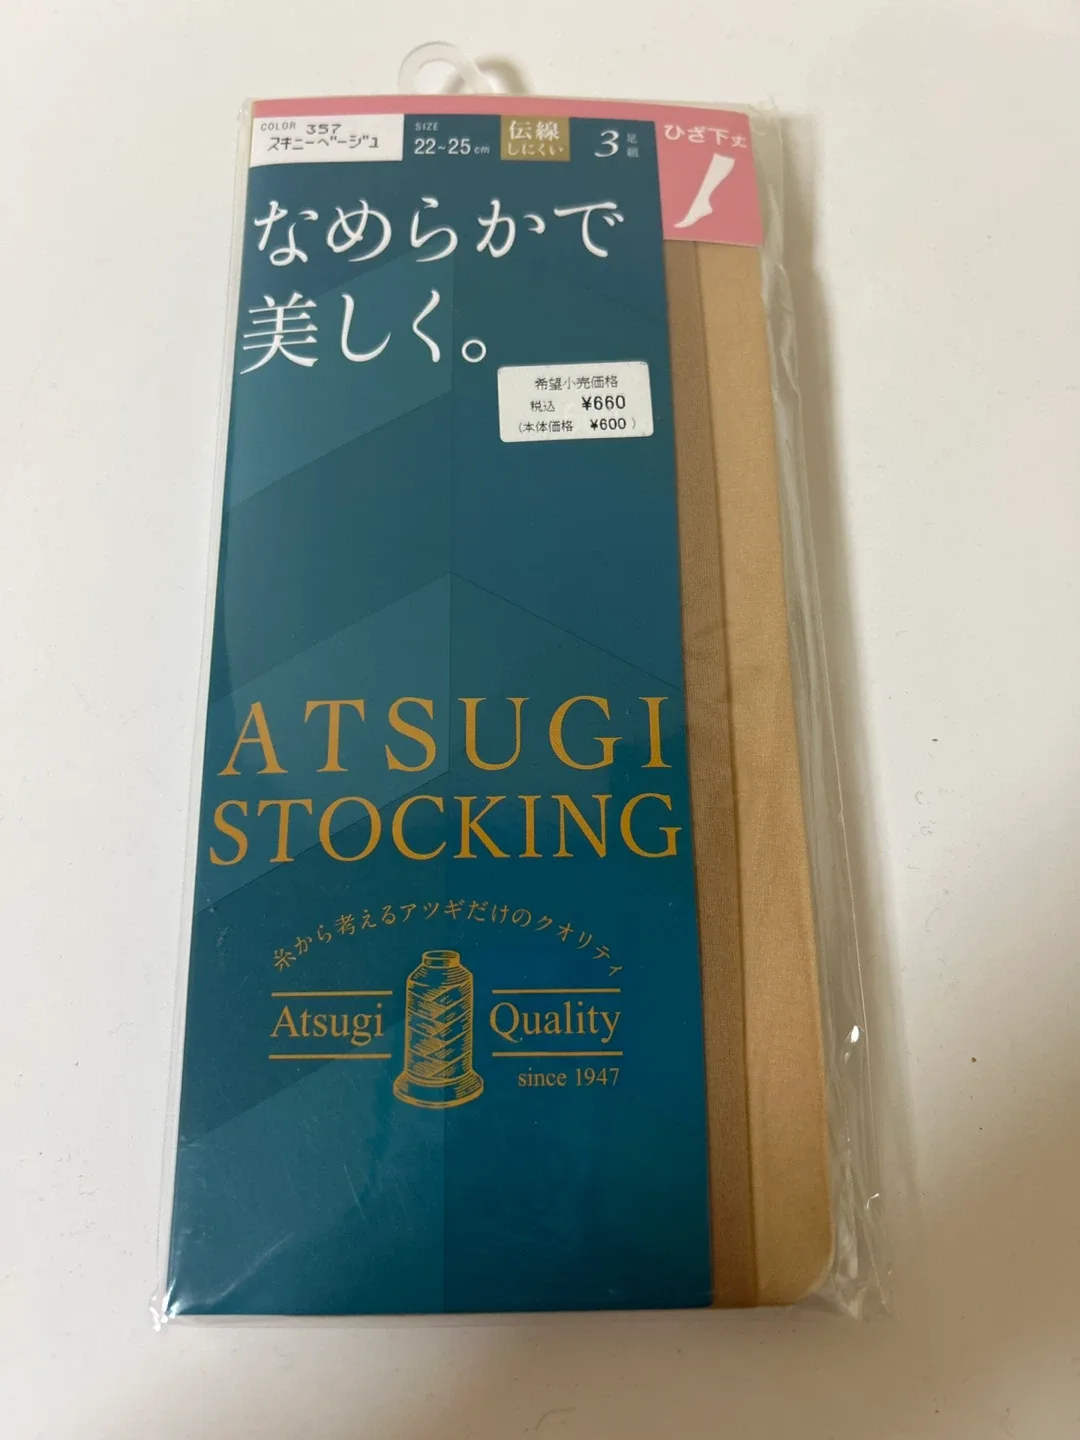 COLOR 357
スキニーベージュ
SIZE
22~25cm
伝線
しにくい
3足組
ひざ下丈
なめらかで
美しく。
希望小売価格
税込 ¥660
(本体価格 ¥600)
ATSUGI
STOCKING
糸から考えるアツギだけのクオリティ
Atsugi Quality
since 1947